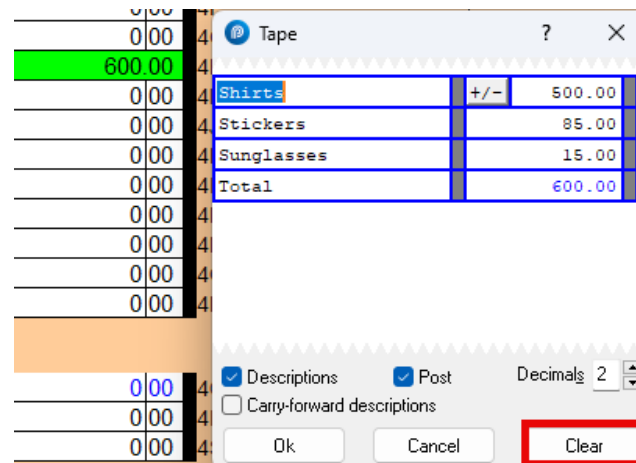 0 00
Tape ? ×
600.00
0 00
Shirts +/- 500.00
0 00
Stickers 85.00
0 00
Sunglasses 15.00
0 00
Total 600.00
0 00
0 00
0 00
0 00
Descriptions Post Decimals 2
0 00
Carry-forward descriptions
0 00
0 00
Ok Cancel Clear